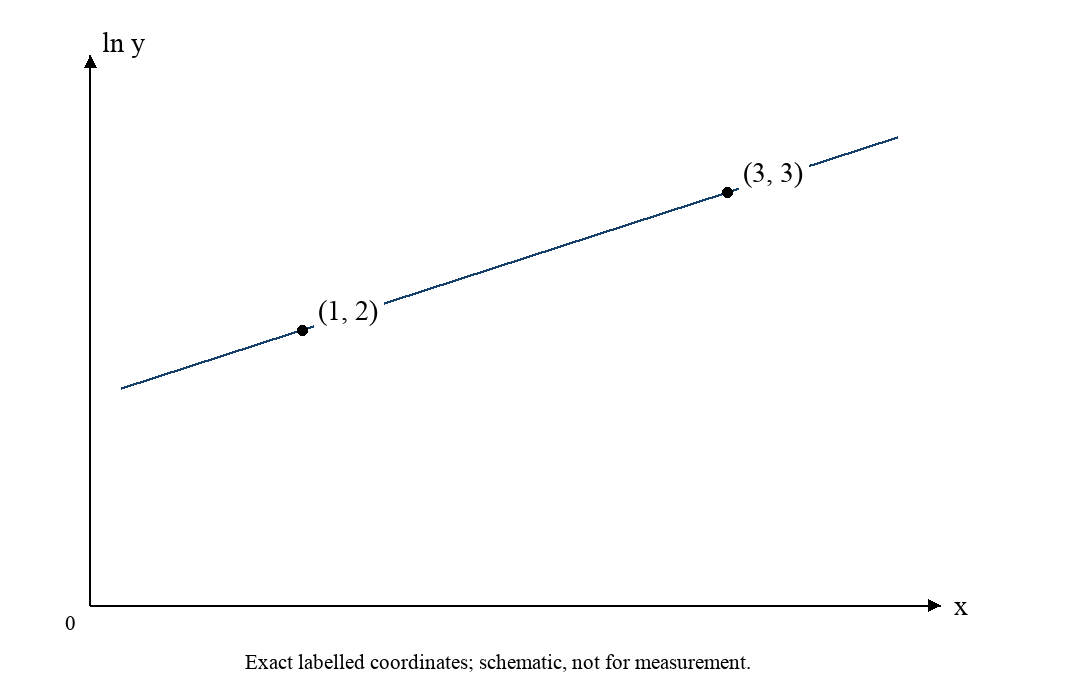 ln y
(3, 3)
(1, 2)
x
0
Exact labelled coordinates; schematic, not for measurement.